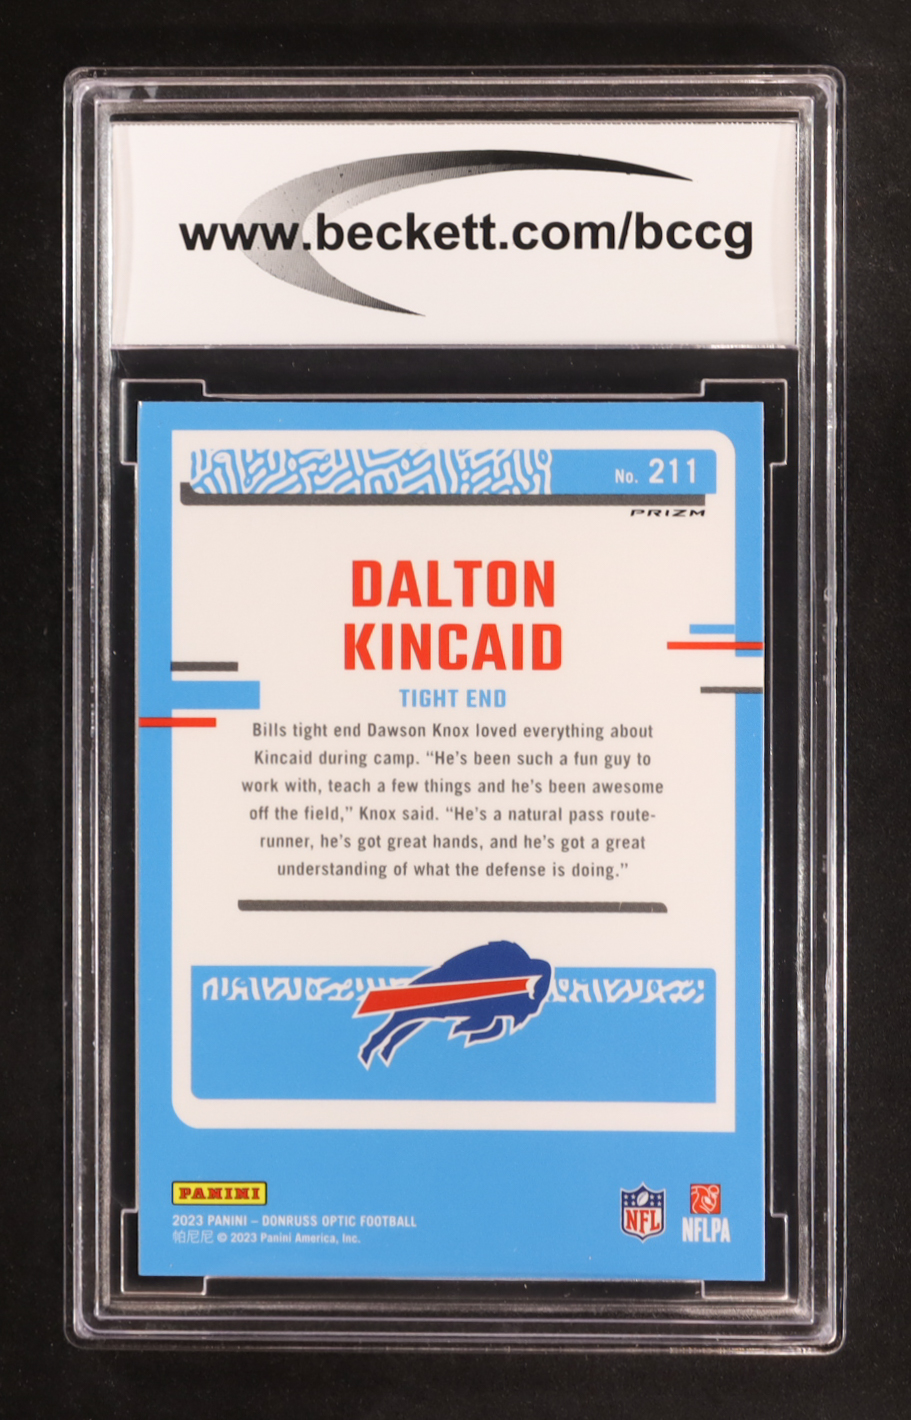 www.beckett.com/bccg
No. 211
PRIZM
DALTON
KINCAID
TIGHT END
Bills tight end Dawson Knox loved everything about
Kincaid during camp. “He’s been such a fun guy to
work with, teach a few things and he’s been awesome
off the field,” Knox said. “He’s a natural pass route-
runner, he’s got great hands, and he’s got a great
understanding of what the defense is doing.”
PANINI
2023 PANINI – DONRUSS OPTIC FOOTBALL
帕尼尼 © 2023 Panini America, Inc.
NFL
NFLPA